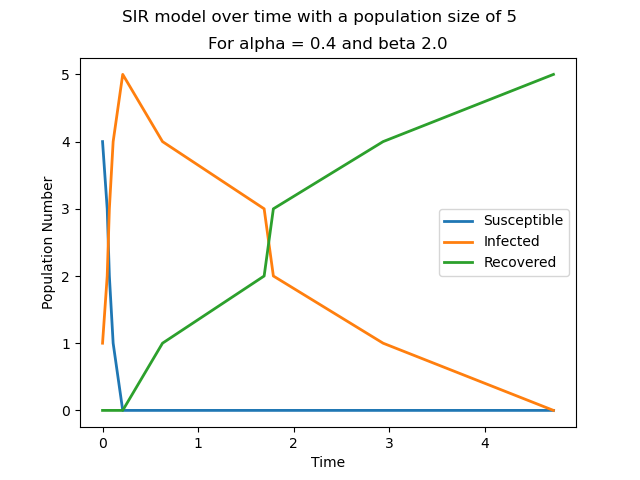 SIR model over time with a population size of 5
For alpha = 0.4 and beta 2.0
5
4
3
2
1
0
Population Number
Susceptible
Infected
Recovered
0 1 2 3 4
Time